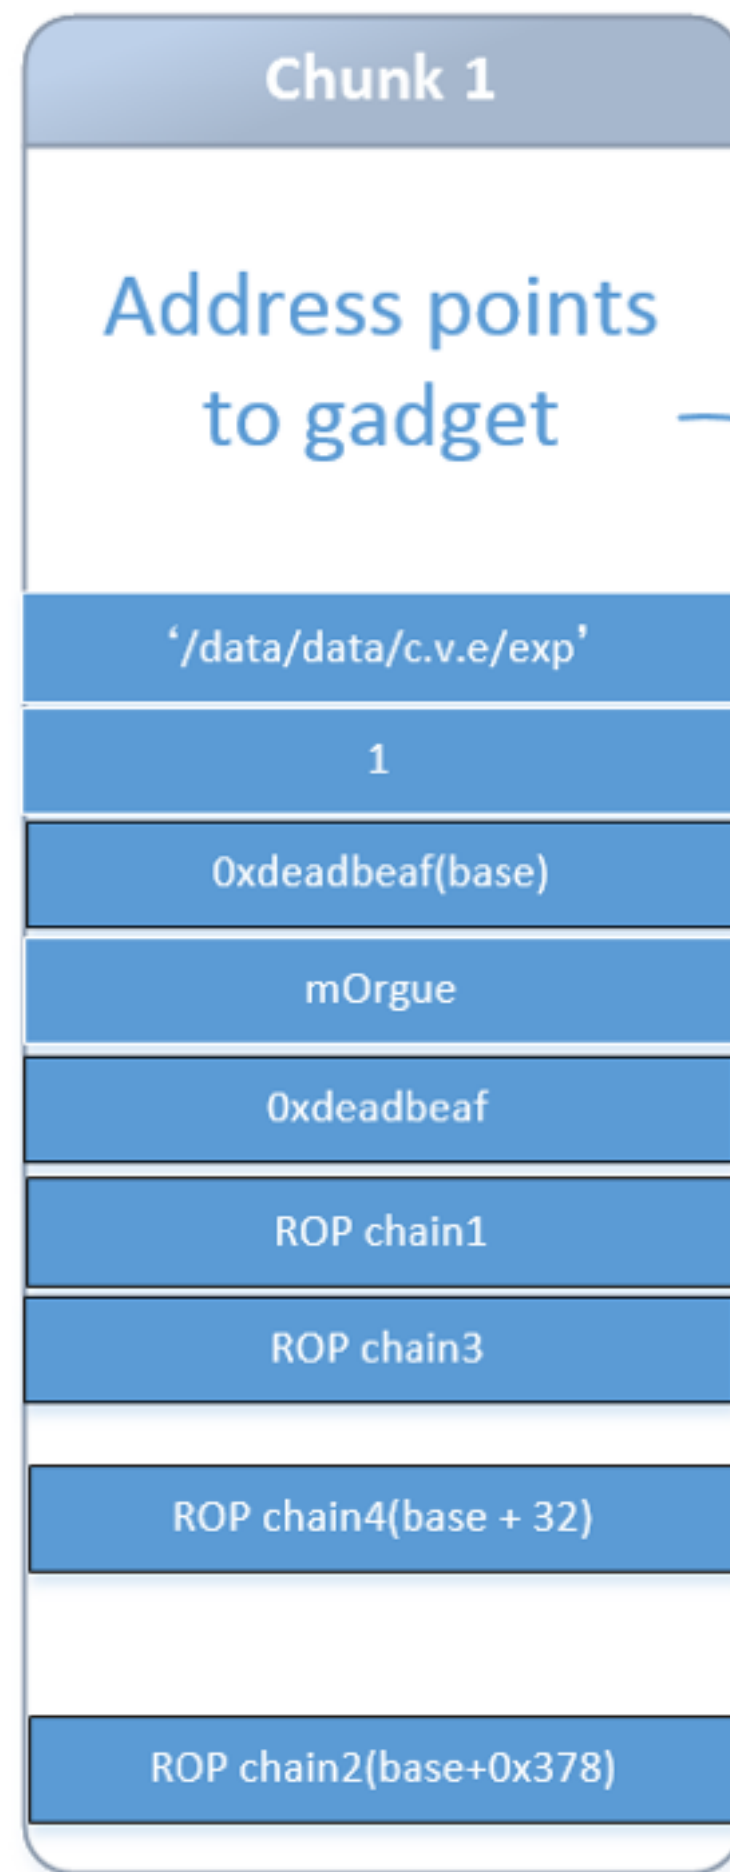 Chunk 1
Address points
to gadget
‘/data/data/c.v.e/exp’
1
0xdeadbeaf(base)
mOrgue
0xdeadbeaf
ROP chain1
ROP chain3
ROP chain4(base + 32)
ROP chain2(base+0x378)